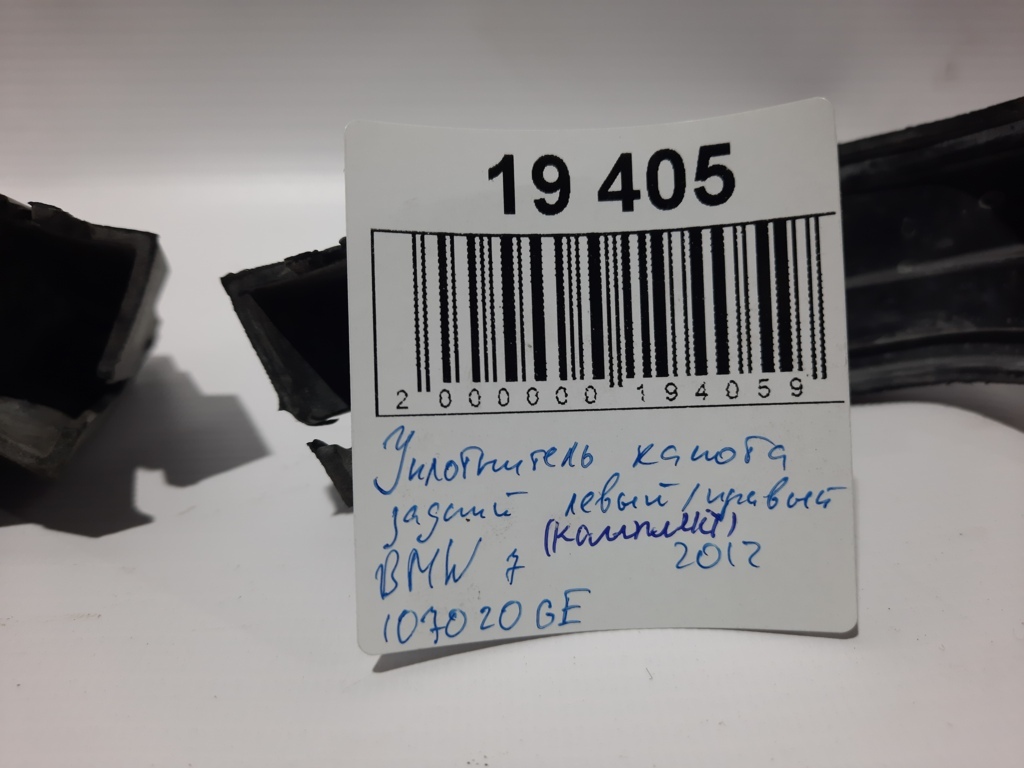 19 405
2 000000 194059
Уплотнитель капота
задний левый/правый
(комплект)
BMW 7 2012
107020GE